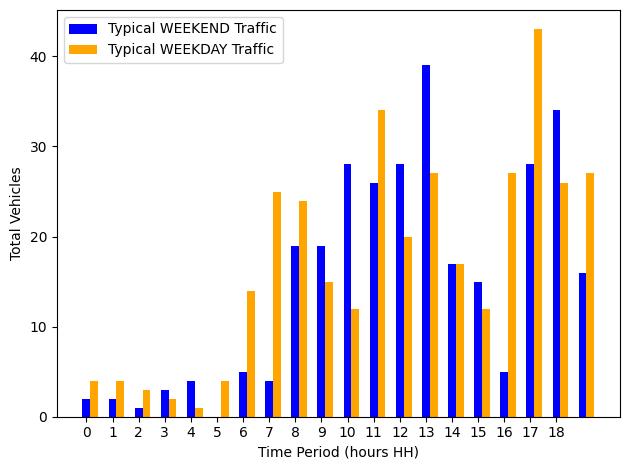 Typical WEEKEND Traffic
Typical WEEKDAY Traffic
40
30
20
10
0
Total Vehicles
0 1 2 3 4 5 6 7 8 9 10 11 12 13 14 15 16 17 18
Time Period (hours HH)